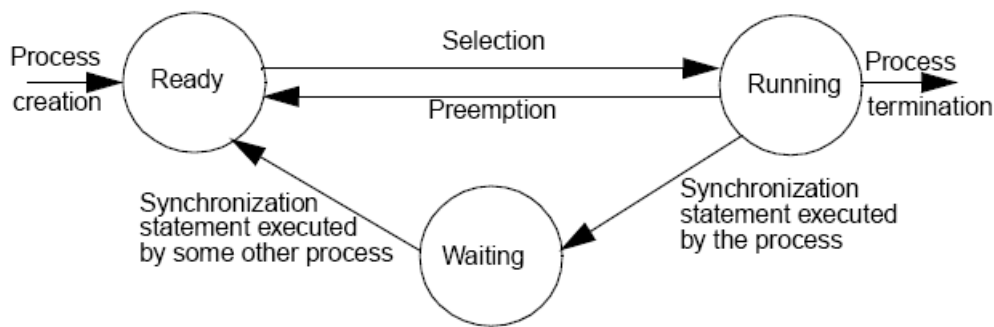 Process
creation
Ready
Selection
Preemption
Running
Process
termination
Synchronization
statement executed
by some other process
Waiting
Synchronization
statement executed
by the process